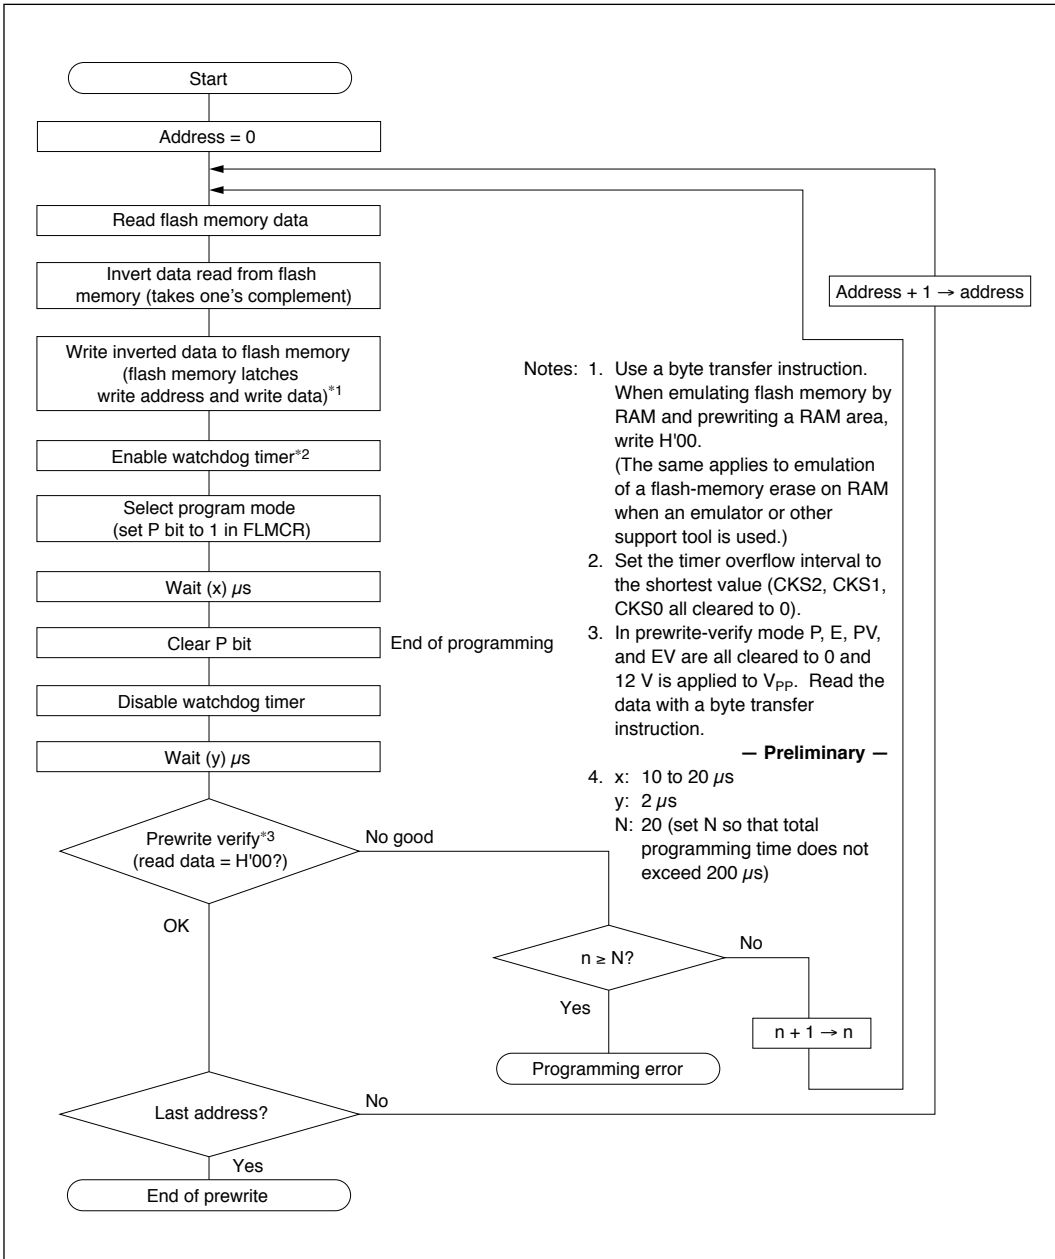 Start
Address = 0
Read flash memory data
Invert data read from flash
memory (takes one's complement)
Address + 1 → address
Write inverted data to flash memory
(flash memory latches
write address and write data)*1
Enable watchdog timer*2
Select program mode
(set P bit to 1 in FLMCR)
Wait (x) µs
Clear P bit
End of programming
Disable watchdog timer
Wait (y) µs
Notes: 1. Use a byte transfer instruction.
When emulating flash memory by
RAM and prewriting a RAM area,
write H'00.
(The same applies to emulation
of a flash-memory erase on RAM
when an emulator or other
support tool is used.)
2. Set the timer overflow interval to
the shortest value (CKS2, CKS1,
CKS0 all cleared to 0).
3. In prewrite-verify mode P, E, PV,
and EV are all cleared to 0 and
12 V is applied to VPP. Read the
data with a byte transfer
instruction.
— Preliminary —
4. x: 10 to 20 µs
y: 2 µs
N: 20 (set N so that total
programming time does not
exceed 200 µs)
Prewrite verify*3
(read data = H'00?)
No good
OK
n ≥ N?
No
Yes
n + 1 → n
Programming error
Last address?
No
Yes
End of prewrite